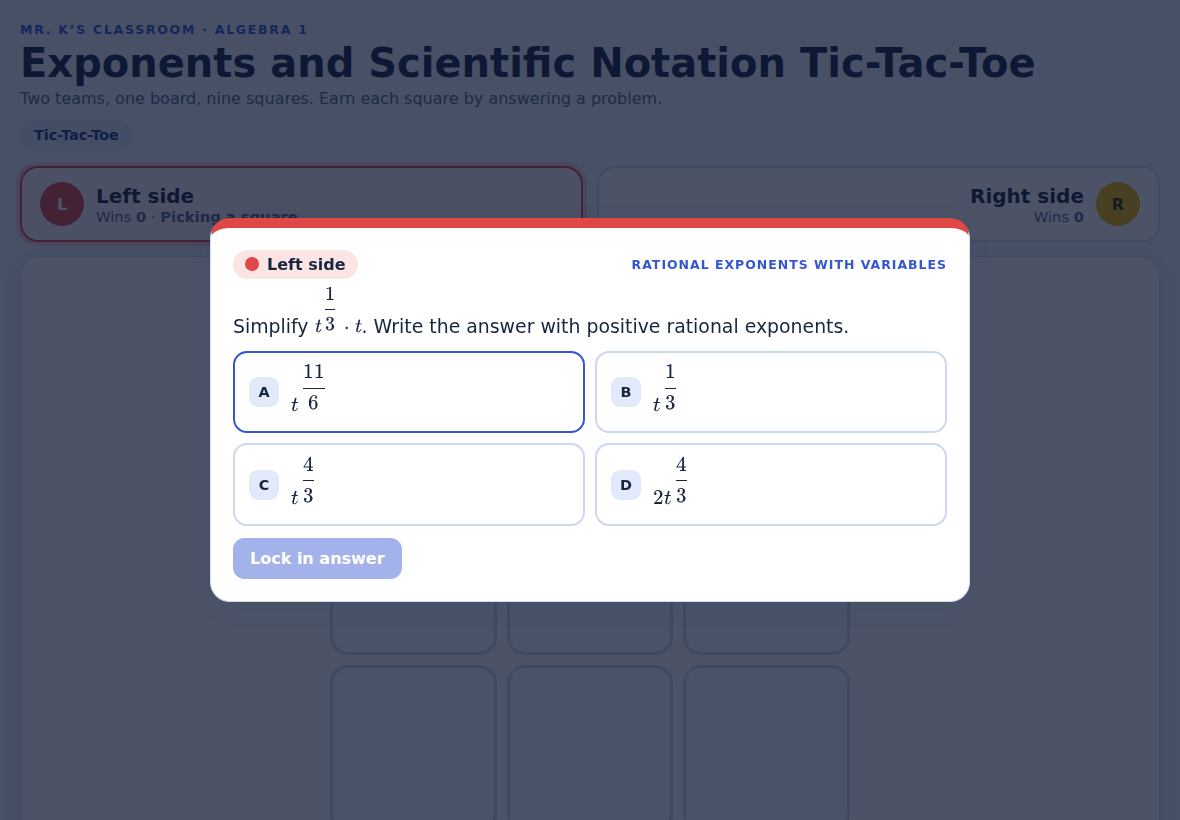 MR. K’S CLASSROOM · ALGEBRA 1
Exponents and Scientific Notation Tic-Tac-Toe
Two teams, one board, nine squares. Earn each square by answering a problem.
Tic-Tac-Toe
L Left side
Wins 0 · Picking a square
Right side R
Wins 0
Left side
RATIONAL EXPONENTS WITH VARIABLES
Simplify t^{1/3} · t. Write the answer with positive rational exponents.
A t^{11/6}
B t^{1/3}
C t^{4/3}
D 2t^{4/3}
Lock in answer